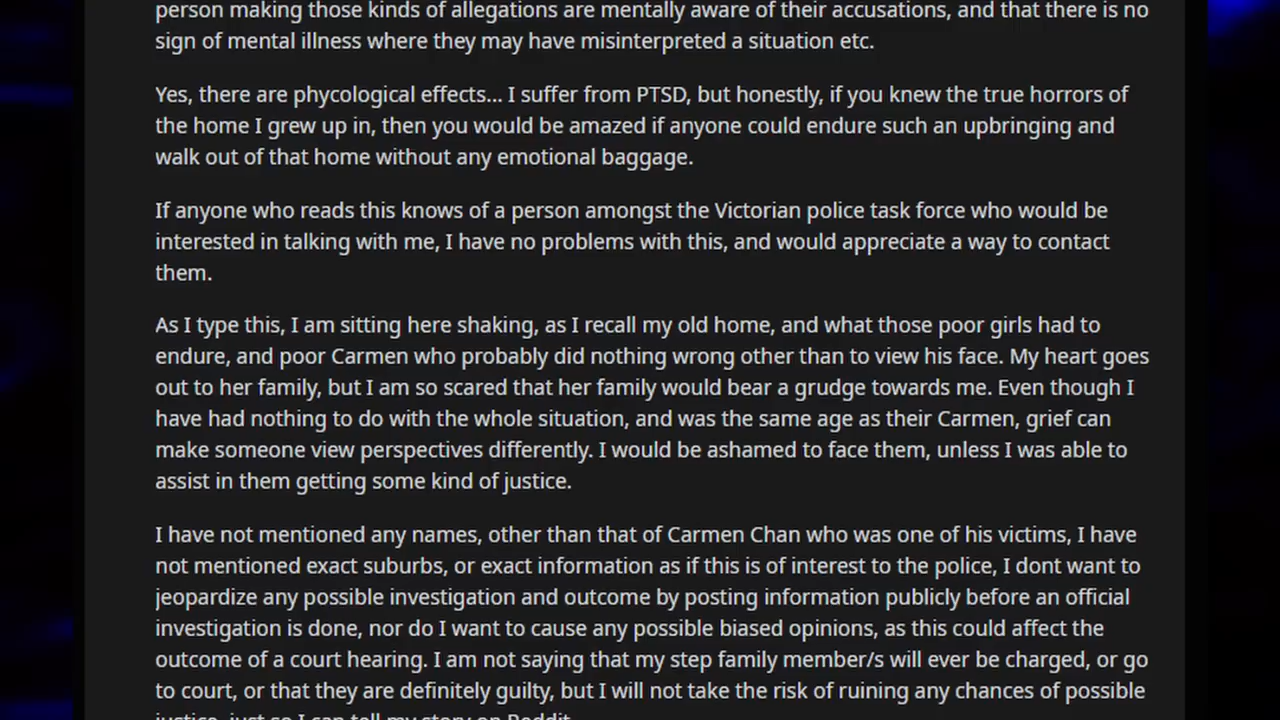 person making those kinds of allegations are mentally aware of their accusations, and that there is no
sign of mental illness where they may have misinterpreted a situation etc.
Yes, there are phycological effects... I suffer from PTSD, but honestly, if you knew the true horrors of
the home I grew up in, then you would be amazed if anyone could endure such an upbringing and
walk out of that home without any emotional baggage.
If anyone who reads this knows of a person amongst the Victorian police task force who would be
interested in talking with me, I have no problems with this, and would appreciate a way to contact
them.
As I type this, I am sitting here shaking, as I recall my old home, and what those poor girls had to
endure, and poor Carmen who probably did nothing wrong other than to view his face. My heart goes
out to her family, but I am so scared that her family would bear a grudge towards me. Even though I
have had nothing to do with the whole situation, and was the same age as their Carmen, grief can
make someone view perspectives differently. I would be ashamed to face them, unless I was able to
assist in them getting some kind of justice.
I have not mentioned any names, other than that of Carmen Chan who was one of his victims, I have
not mentioned exact suburbs, or exact information as if this is of interest to the police, I dont want to
jeopardize any possible investigation and outcome by posting information publicly before an official
investigation is done, nor do I want to cause any possible biased opinions, as this could affect the
outcome of a court hearing. I am not saying that my step family member/s will ever be charged, or go
to court, or that they are definitely guilty, but I will not take the risk of ruining any chances of possible
justice, just so I can tell my story on Reddit.